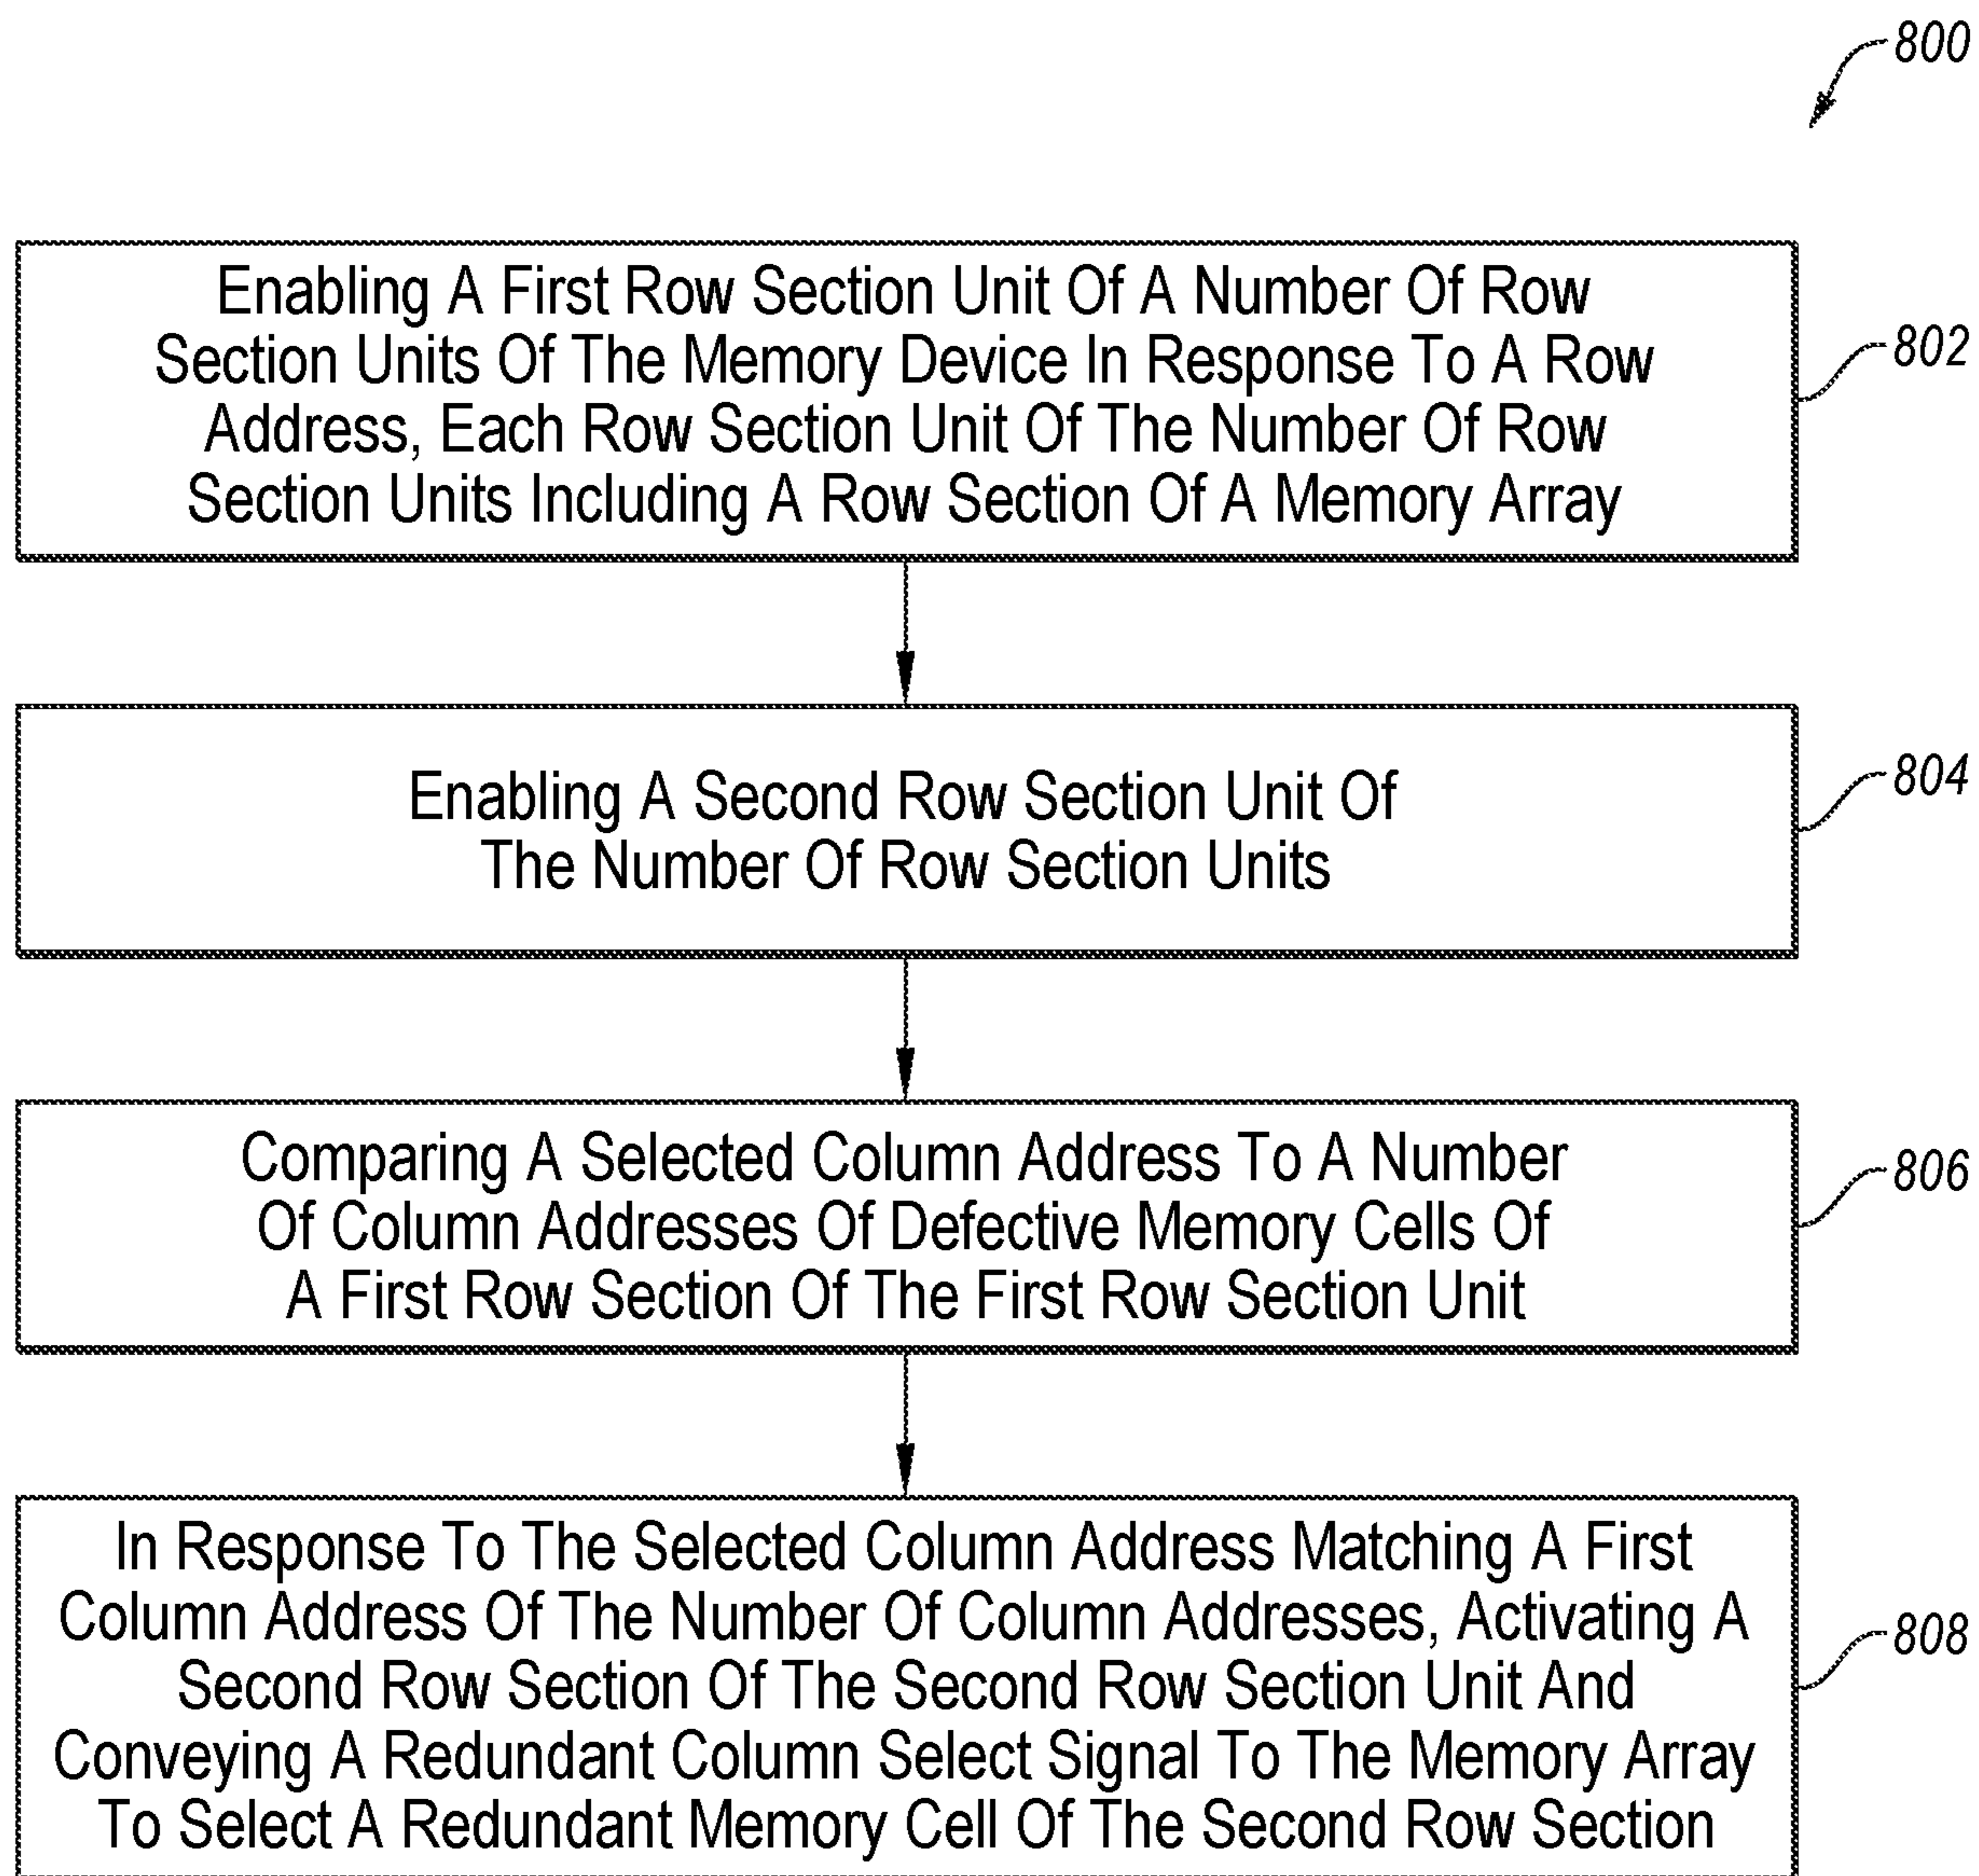 800
Enabling A First Row Section Unit Of A Number Of Row
Section Units Of The Memory Device In Response To A Row
Address, Each Row Section Unit Of The Number Of Row
Section Units Including A Row Section Of A Memory Array
802
Enabling A Second Row Section Unit Of
The Number Of Row Section Units
804
Comparing A Selected Column Address To A Number
Of Column Addresses Of Defective Memory Cells Of
A First Row Section Of The First Row Section Unit
806
In Response To The Selected Column Address Matching A First
Column Address Of The Number Of Column Addresses, Activating A
Second Row Section Of The Second Row Section Unit And
Conveying A Redundant Column Select Signal To The Memory Array
To Select A Redundant Memory Cell Of The Second Row Section
808